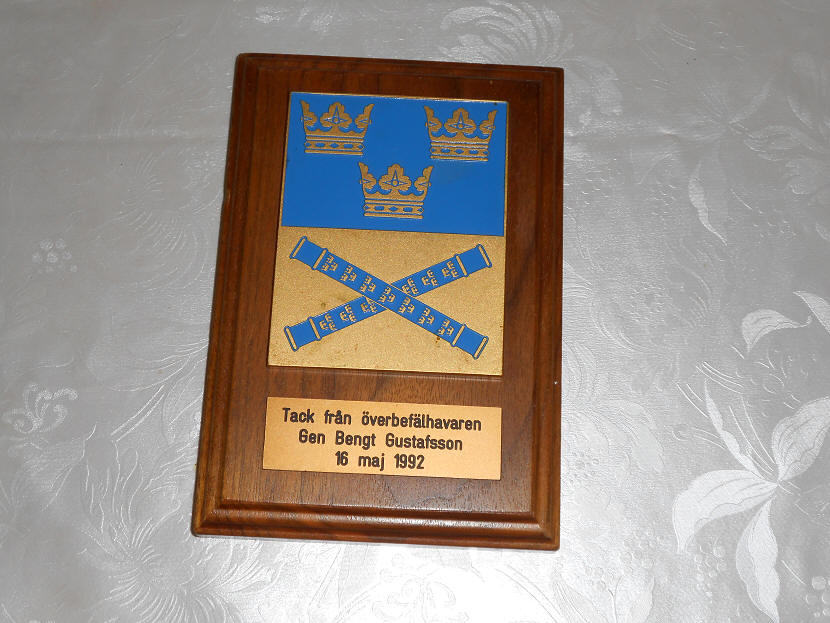 Tack från överbefälhavaren
Gen Bengt Gustafsson
16 maj 1992